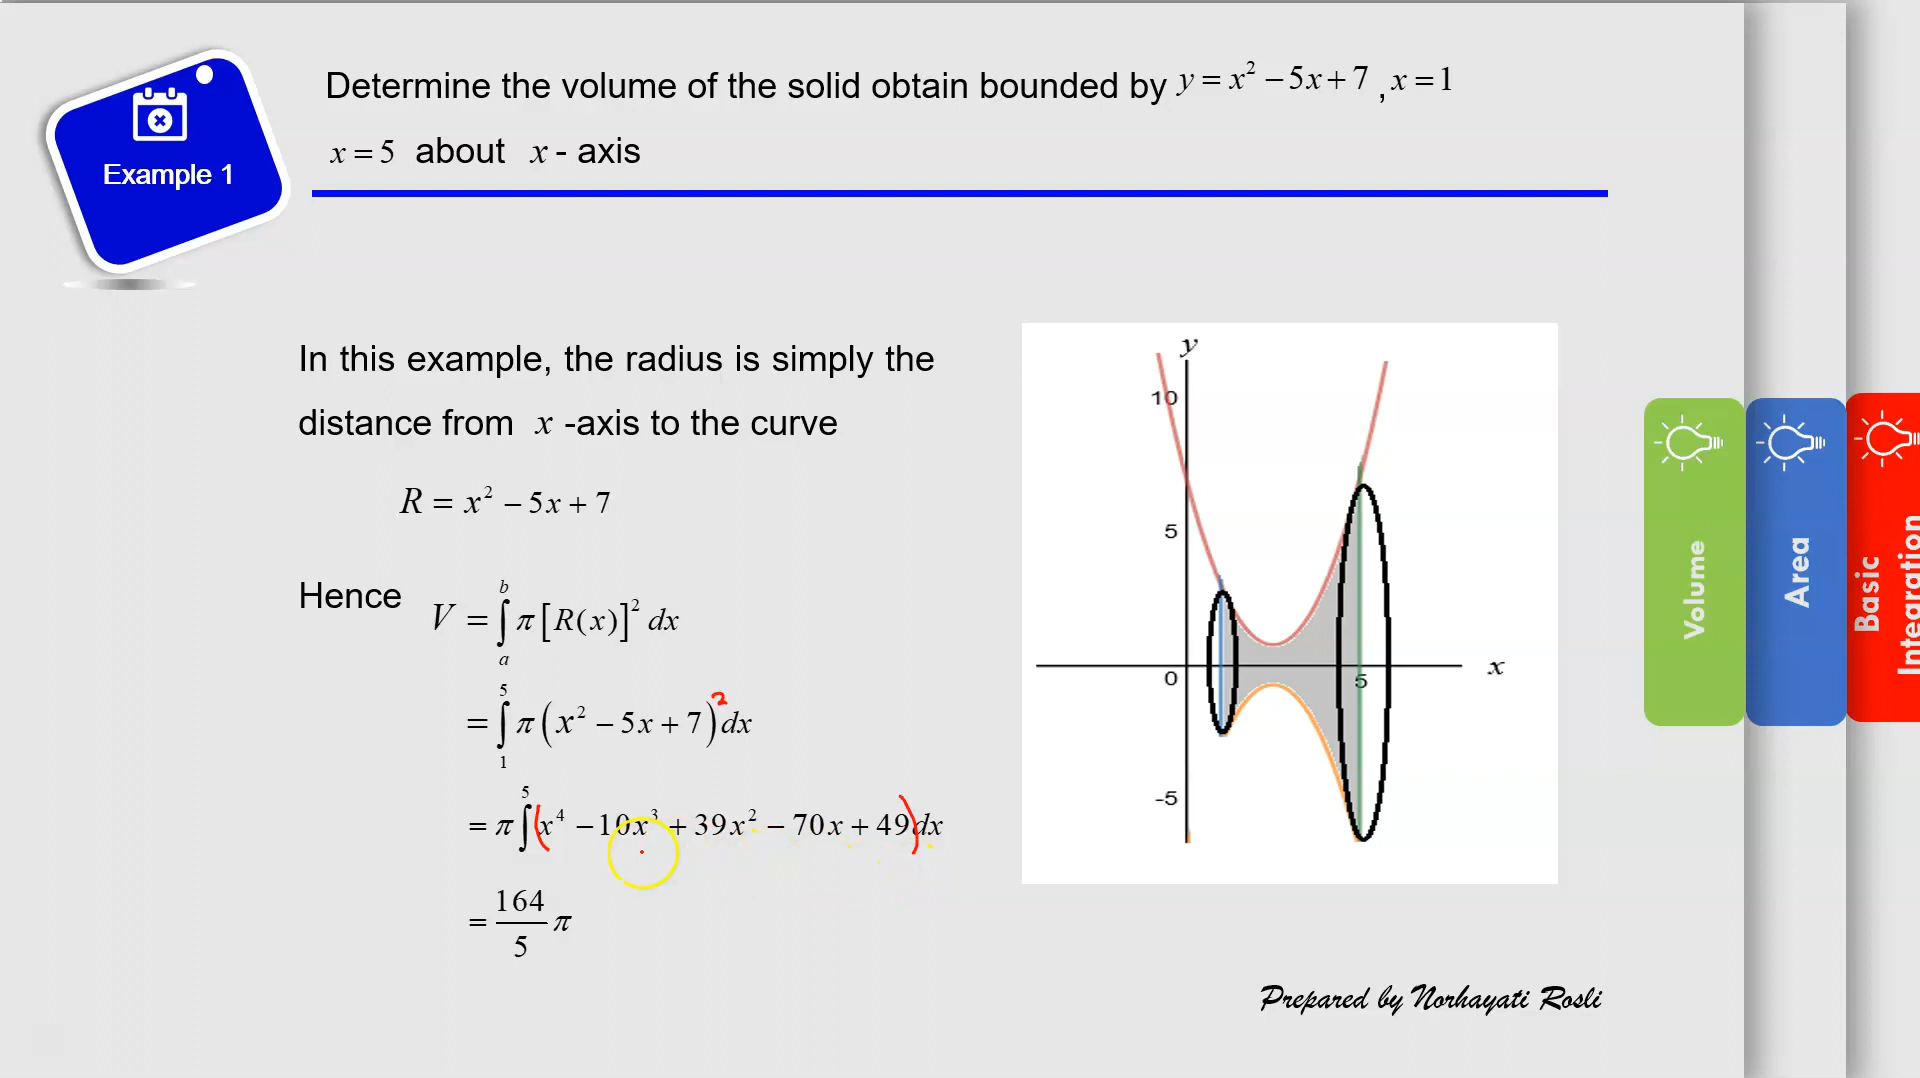 Example 1
Determine the volume of the solid obtain bounded by y = x² − 5x + 7 , x = 1
x = 5 about x - axis
In this example, the radius is simply the
distance from x -axis to the curve
R = x² − 5x + 7
Hence V = ∫ₐᵇ π [R(x)]² dx
= ∫₁⁵ π (x² − 5x + 7)² dx
= π ∫⁵ (x⁴ − 10x³ + 39x² − 70x + 49) dx
= 164/5 π
y
10
5
0
5
x
-5
Volume
Area
Basic
Integration
Prepared by Norhayati Rosli